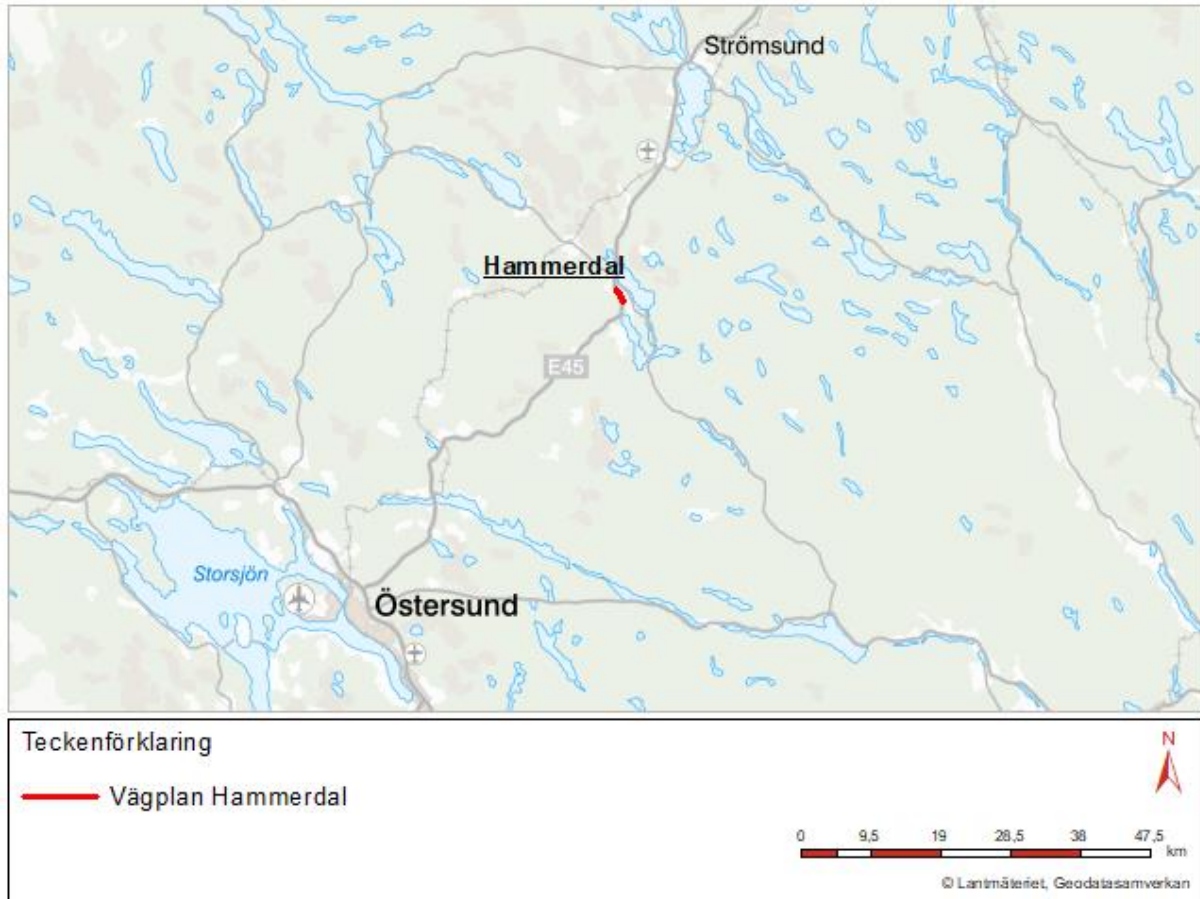 Strömsund
Hammerdal
E45
Storsjön
Östersund
Teckenförklaring
Vägplan Hammerdal
N
0 9,5 19 28,5 38 47,5
km
© Lantmäteriet, Geodatasamverkan